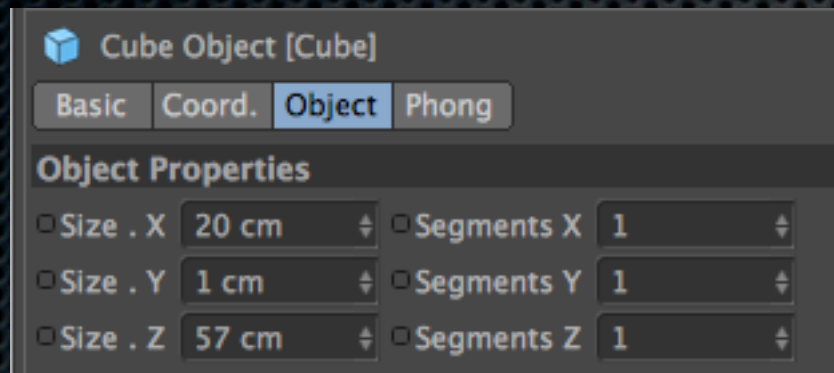 Cube Object [Cube]
Basic Coord. Object Phong
Object Properties
Size . X 20 cm Segments X 1
Size . Y 1 cm Segments Y 1
Size . Z 57 cm Segments Z 1